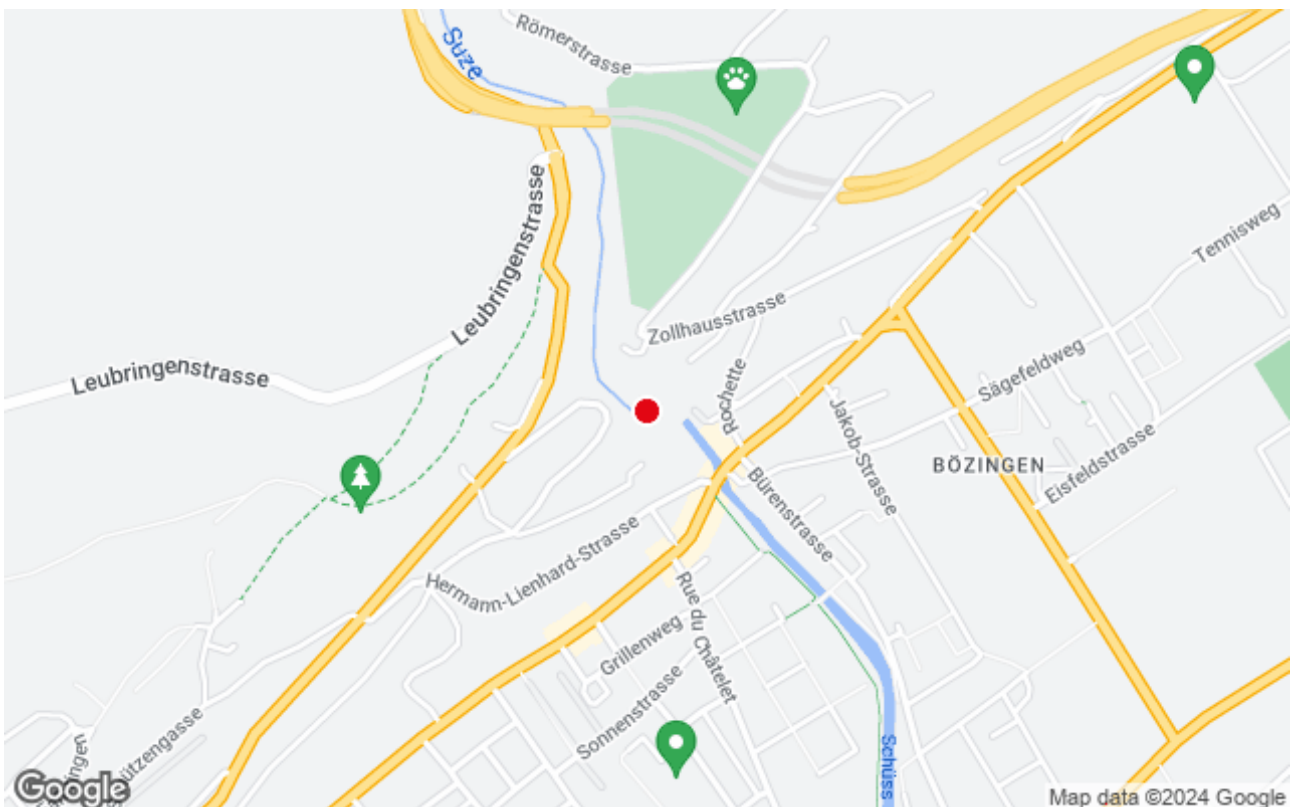 Römerstrasse
Suze
Leubringenstrasse
Tennisweg
Zollhausstrasse
Leubringenstrasse
Rochette
Sägefeldweg
Jakob-Strasse
BÖZINGEN
Eisfeldstrasse
Bürenstrasse
Hermann-Lienhard-Strasse
Rue du Châtelet
Grillenweg
Sonnenstrasse
Schüss
Google
Map data ©2024 Google